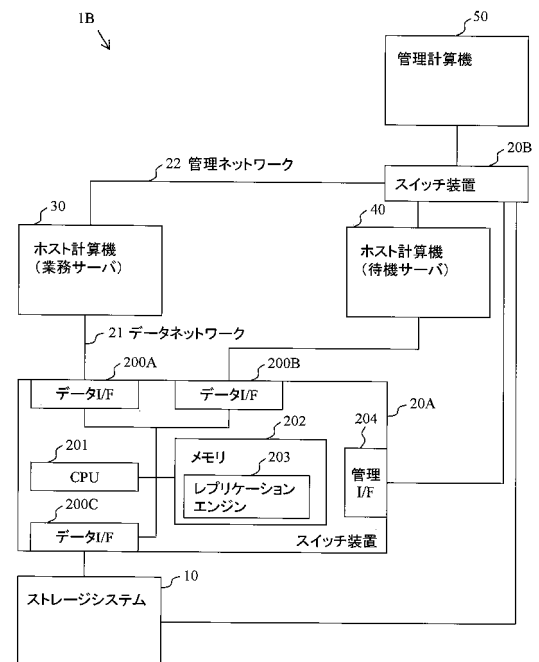 1B
50
管理計算機
20B
22 管理ネットワーク
スイッチ装置
30
40
ホスト計算機
(業務サーバ)
ホスト計算機
(待機サーバ)
21 データネットワーク
200A
200B
データI/F
データI/F
20A
202
204
201
メモリ
203
CPU
レプリケーション
エンジン
管理
I/F
200C
データI/F
スイッチ装置
10
ストレージシステム